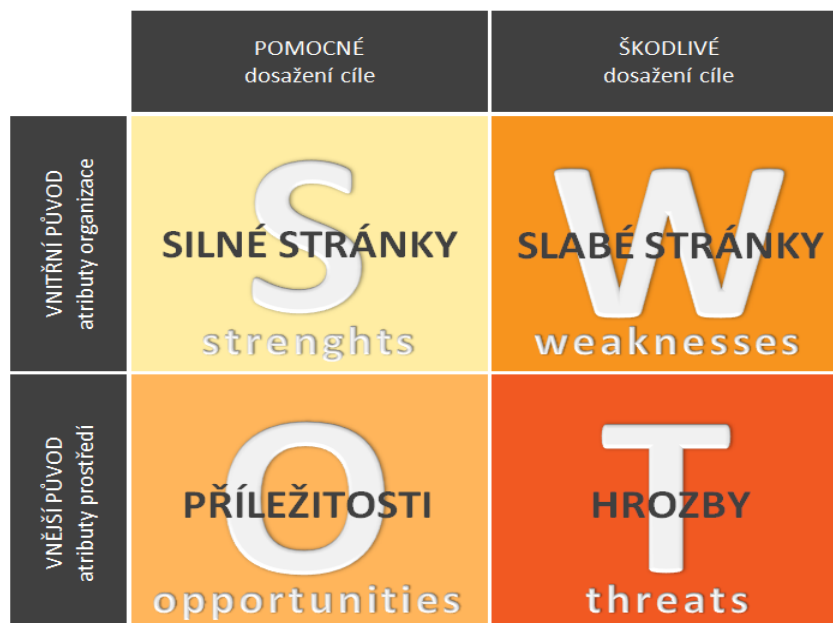 POMOCNÉ
dosažení cíle
ŠKODLIVÉ
dosažení cíle
VNITŘNÍ PŮVOD
atributy organizace
S
SILNÉ STRÁNKY
strenghts
W
SLABÉ STRÁNKY
weaknesses
VNĚJŠÍ PŮVOD
atributy prostředí
O
PŘÍLEŽITOSTI
opportunities
T
HROZBY
threats